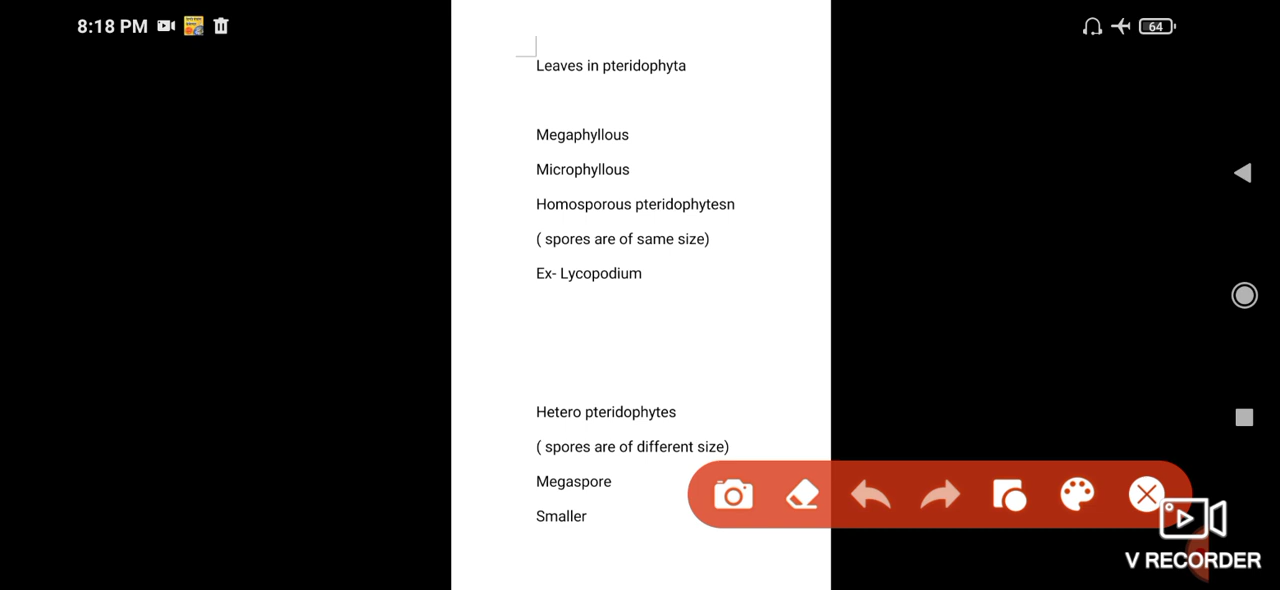 8:18 PM
64
Leaves in pteridophyta
Megaphyllous
Microphyllous
Homosporous pteridophytesn
( spores are of same size)
Ex- Lycopodium
Hetero pteridophytes
( spores are of different size)
Megaspore
Smaller
V RECORDER